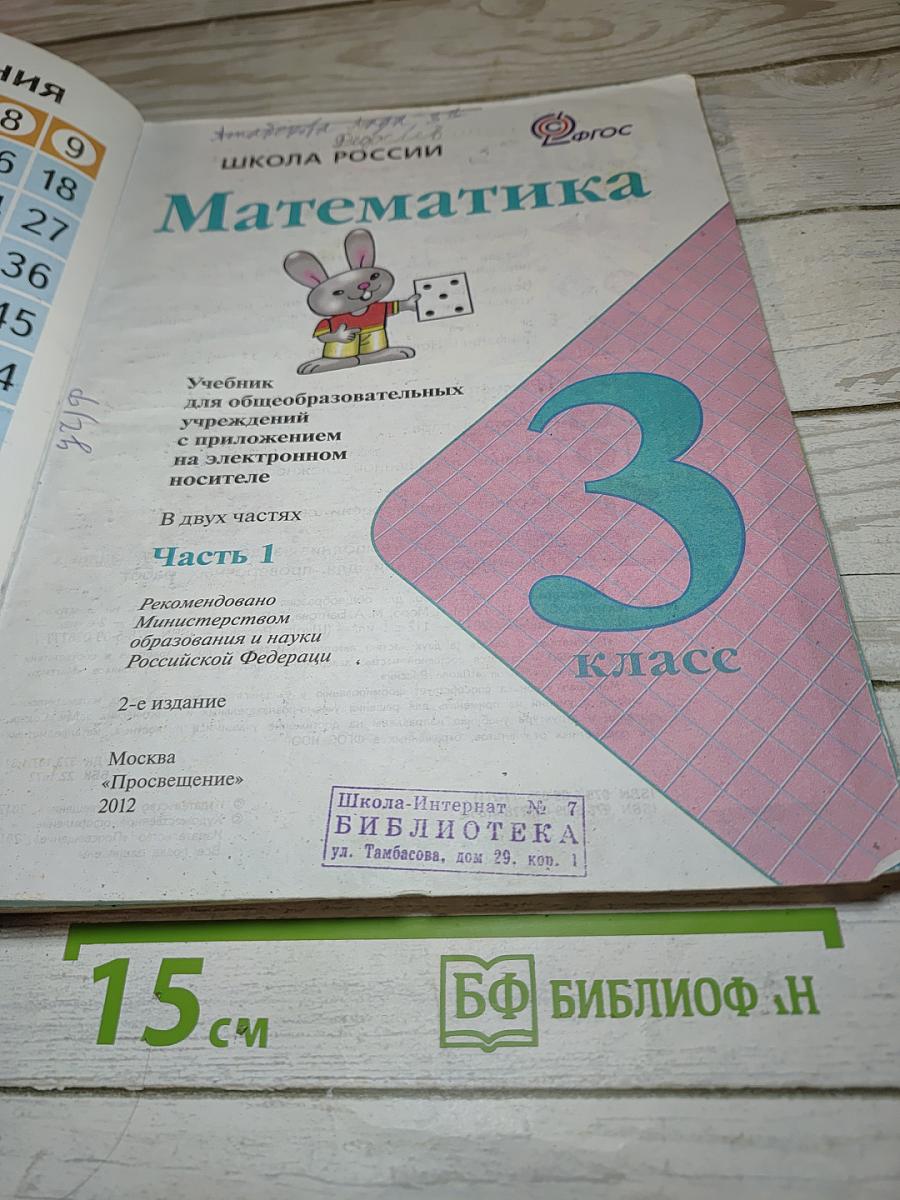 ния
8 9
6 18
27
36
45
4
ШКОЛА РОССИИ
ФГОС
Математика
Учебник
для общеобразовательных
учреждений
с приложением
на электронном
носителе
В двух частях
Часть 1
Рекомендовано
Министерством
образования и науки
Российской Федераци
2-е издание
Москва
«Просвещение»
2012
3
класс
Школа-Интернат № 7
БИБЛИОТЕКА
ул. Тамбасова, дом 29. кор. 1
15 см
БФ БИБЛИОФ АН